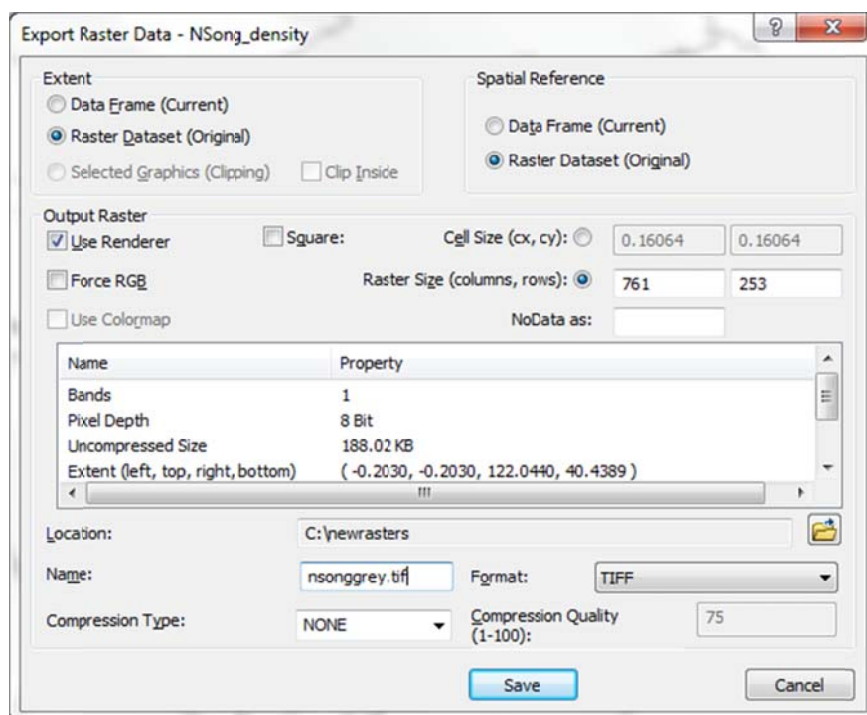 Export Raster Data - NSong_density
Extent
Data Frame (Current)
Raster Dataset (Original)
Selected Graphics (Clipping)
Clip Inside
Spatial Reference
Data Frame (Current)
Raster Dataset (Original)
Output Raster
Use Renderer
Square:
Cell Size (cx, cy):
0.16064
0.16064
Force RGB
Raster Size (columns, rows):
761
253
Use Colormap
NoData as:
Name
Property
Bands
1
Pixel Depth
8 Bit
Uncompressed Size
188.02 KB
Extent (left, top, right, bottom)
( -0.2030, -0.2030, 122.0440, 40.4389 )
Location:
C:\newrasters
Name:
nsonggrey.tif
Format:
TIFF
Compression Type:
NONE
Compression Quality
(1-100):
75
Save
Cancel